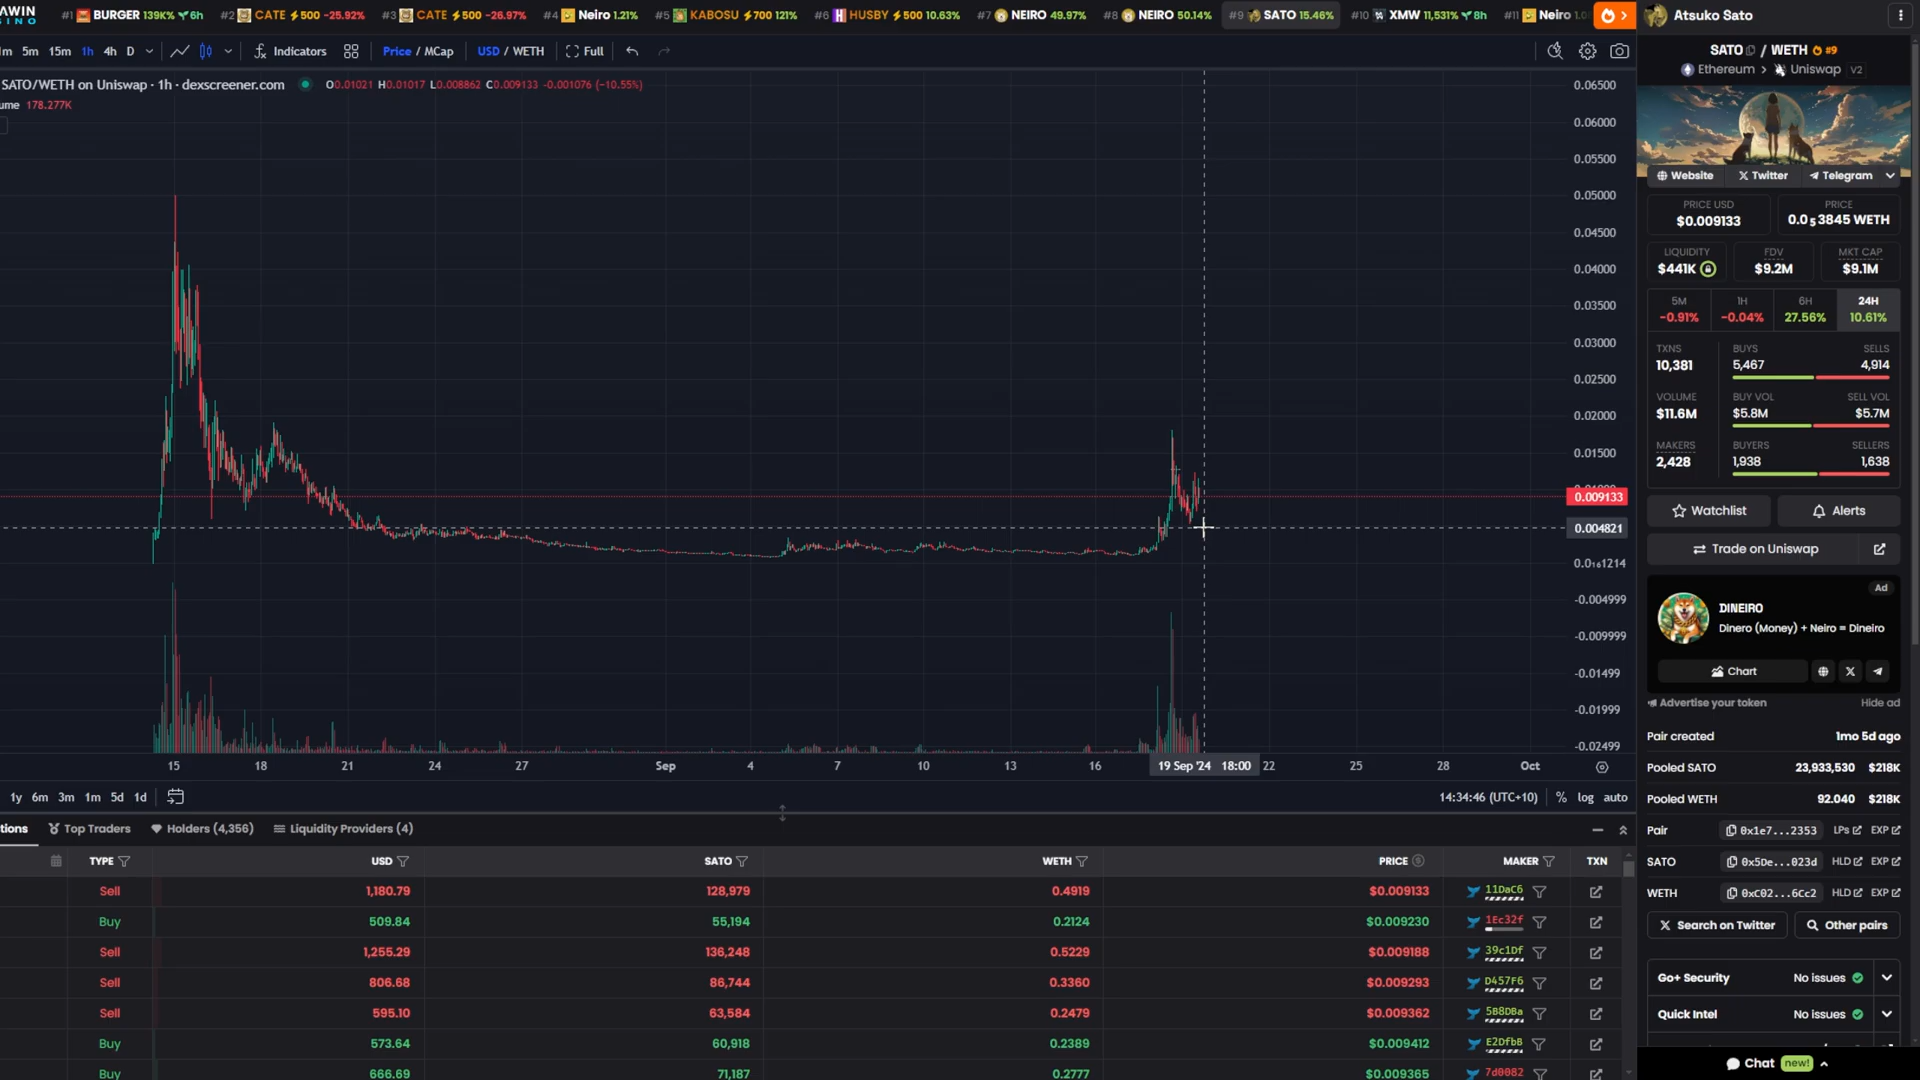 AWIN
SINO
#1 BURGER 139K% 6h
#2 CATE 500 -25.92%
#3 CATE 500 -26.97%
#4 Neiro 1.21%
#5 KABOSU 700 121%
#6 HUSBY 500 10.63%
#7 NEIRO 49.97%
#8 NEIRO 50.14%
#9 SATO 15.46%
#10 XMW 11,531% 8h
#11 Neiro 1.0
Atsuko Sato
m 5m 15m 1h 4h D
Indicators
Price / MCap
USD / WETH
Full
SATO/WETH on Uniswap · 1h · dexscreener.com O0.01021 H0.01017 L0.008862 C0.009133 -0.001076 (−10.55%)
ume 178.277K
0.06500
0.06000
0.05500
0.05000
0.04500
0.04000
0.03500
0.03000
0.02500
0.02000
0.01500
0.009133
0.004821
0.0₁₆1214
-0.004999
-0.009999
-0.01499
-0.01999
-0.02499
15 18 21 24 27 Sep 4 7 10 13 16 19 Sep '24 18:00 22 25 28 Oct
1y 6m 3m 1m 5d 1d
14:34:46 (UTC+10) % log auto
tions Top Traders Holders (4,356) Liquidity Providers (4)
TYPE USD SATO WETH PRICE MAKER TXN
Sell 1,180.79 128,979 0.4919 $0.009133 11DaC6
Buy 509.84 55,194 0.2124 $0.009230 1Ec32f
Sell 1,255.29 136,248 0.5229 $0.009188 39c1Df
Sell 806.68 86,744 0.3360 $0.009293 D457F6
Sell 595.10 63,584 0.2479 $0.009362 5B8DBa
Buy 573.64 60,918 0.2389 $0.009412 E2DfbB
Buy 666.69 71,187 0.2777 $0.009365 7d0082
SATO / WETH #9
Ethereum > Uniswap V2
Website Twitter Telegram
PRICE USD
$0.009133
PRICE
0.0₅3845 WETH
LIQUIDITY
$441K
FDV
$9.2M
MKT CAP
$9.1M
5M 1H 6H 24H
-0.91% -0.04% 27.56% 10.61%
TXNS
10,381
BUYS SELLS
5,467 4,914
VOLUME
$11.6M
BUY VOL SELL VOL
$5.8M $5.7M
MAKERS
2,428
BUYERS SELLERS
1,938 1,638
Watchlist Alerts
Trade on Uniswap
Ad
DINEIRO
Dinero (Money) + Neiro = Dineiro
Chart
Advertise your token Hide ad
Pair created 1mo 5d ago
Pooled SATO 23,933,530 $218K
Pooled WETH 92.040 $218K
Pair 0x1e7...2353 LPs EXP
SATO 0x5De...023d HLD EXP
WETH 0xC02...6Cc2 HLD EXP
Search on Twitter Other pairs
Go+ Security No issues
Quick Intel No issues
Chat new!